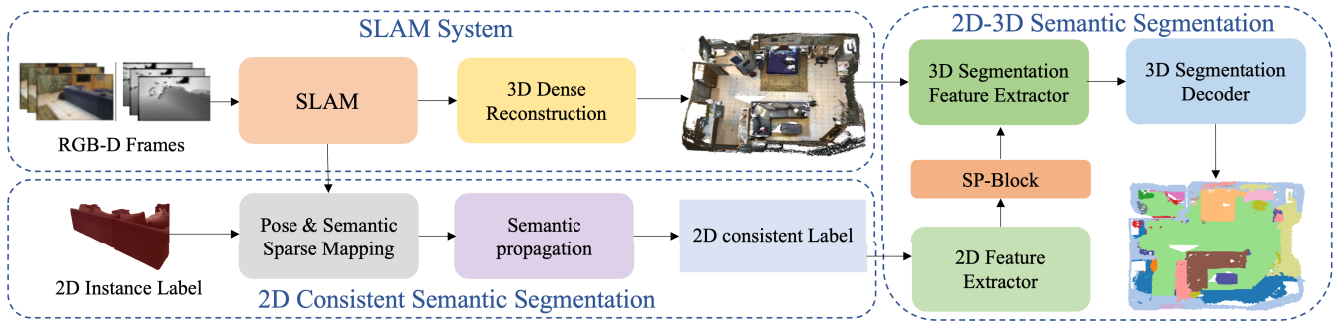 SLAM System
RGB-D Frames
SLAM
3D Dense
Reconstruction
2D Instance Label
Pose & Semantic
Sparse Mapping
Semantic
propagation
2D consistent Label
2D Consistent Semantic Segmentation
2D-3D Semantic Segmentation
3D Segmentation
Feature Extractor
3D Segmentation
Decoder
SP-Block
2D Feature
Extractor